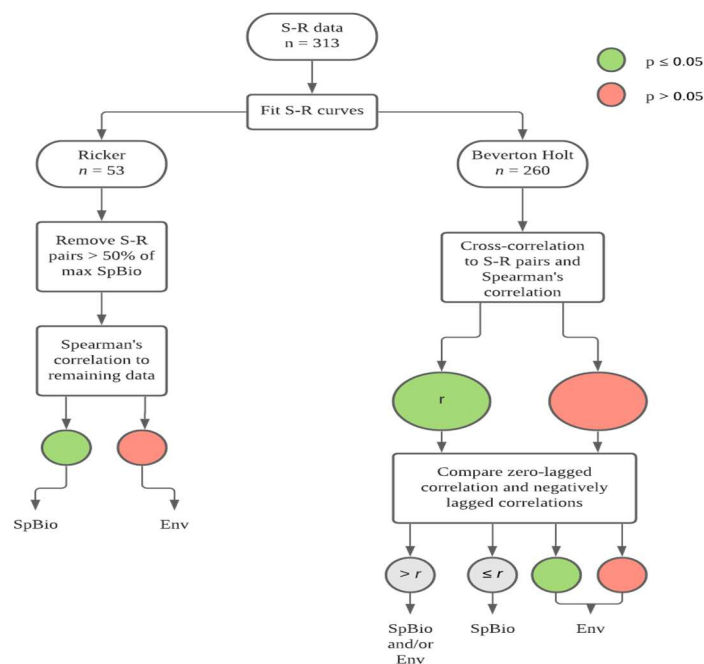 S-R data
n = 313
p ≤ 0.05
p > 0.05
Fit S-R curves
Ricker
n = 53
Beverton Holt
n = 260
Remove S-R
pairs > 50% of
max SpBio
Cross-correlation
to S-R pairs and
Spearman's
correlation
Spearman's
correlation to
remaining data
r
Compare zero-lagged
correlation and negatively
lagged correlations
SpBio
Env
> r
≤ r
SpBio
and/or
Env
SpBio
Env